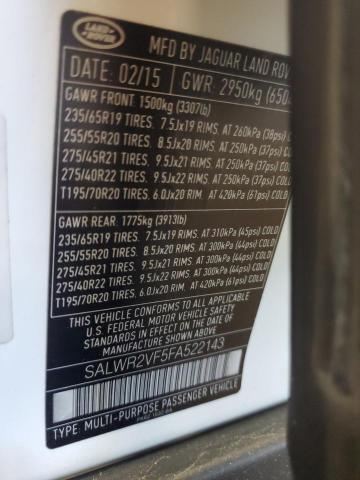 LAND ROVER
MFD BY JAGUAR LAND ROV
DATE: 02/15 GWR: 2950kg (650
GAWR FRONT 1500kg (3307lb)
235/65R19 TIRES, 7.5Jx19 RIMS, AT 260kPa (38psi)
255/55R20 TIRES, 8.5Jx20 RIMS, AT 250kPa (37psi) CO
275/45R21 TIRES, 9.5Jx21 RIMS, AT 250kPa (37psi) COL
275/40R22 TIRES, 9.5Jx22 RIMS, AT 250kPa (37psi) COLD
T195/70R20 TIRES, 6.0Jx20 RIMS, AT 420kPa (61psi) COLD
GAWR REAR 1775kg (3913lb)
235/65R19 TIRES, 7.5Jx19 RIMS, AT 310kPa (45psi) COLD
255/55R20 TIRES, 8.5Jx20 RIMS, AT 300kPa (44psi) COLD
275/45R21 TIRES, 9.5Jx21 RIMS, AT 300kPa (44psi) COLD
275/40R22 TIRES, 9.5Jx22 RIMS, AT 300kPa (44psi) COLD
T195/70R20 TIRES, 6.0Jx20 RIMS, AT 420kPa (61psi) COLD
THIS VEHICLE CONFORMS TO ALL
U.S. FEDERAL MOTOR VEHICLE SAFETY
STANDARDS IN EFFECT ON THE DATE OF
MANUFACTURE SHOWN ABOVE
SALWR2VF5FA522143
TYPE: MULTI-PURPOSE PASSENGER VEHICLE